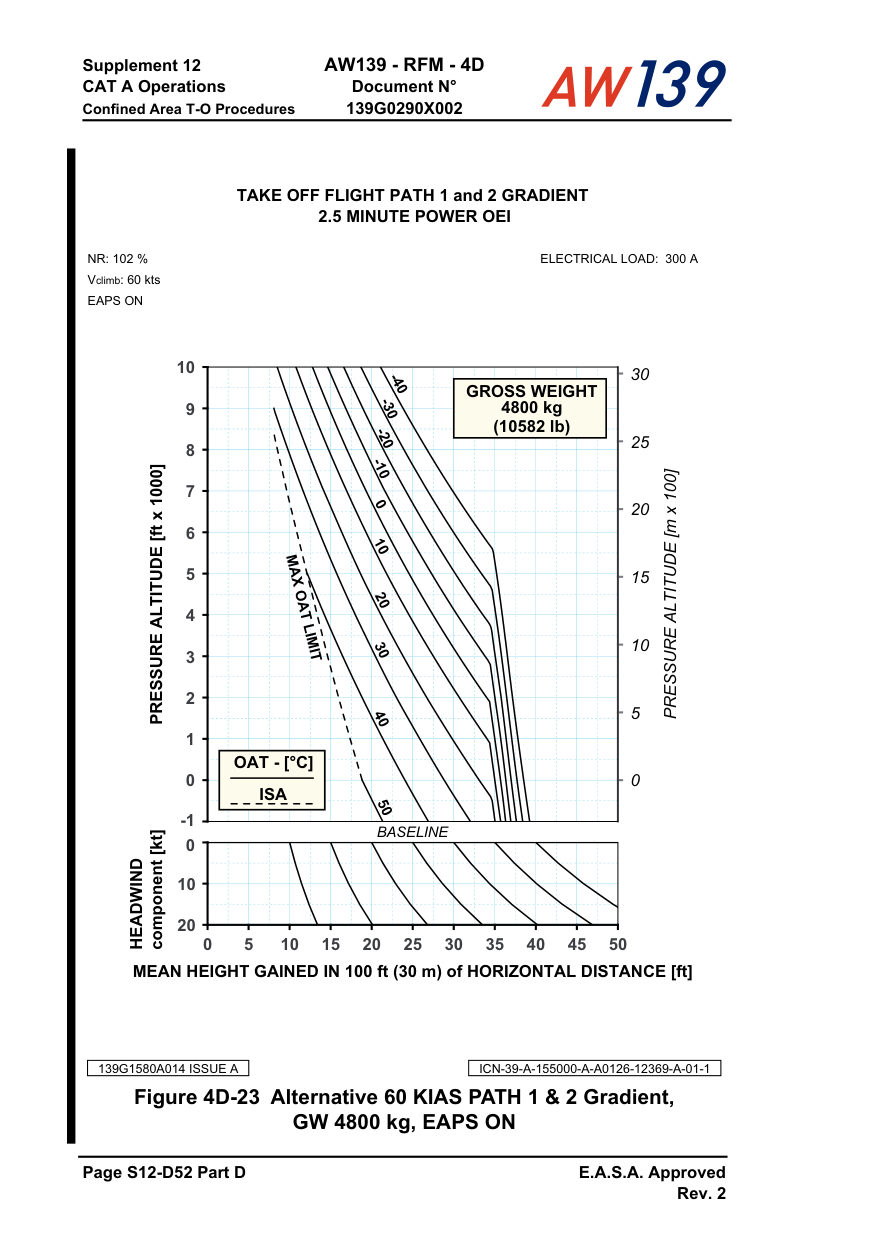 Supplement 12
CAT A Operations
Confined Area T-O Procedures
AW139 - RFM - 4D
Document N°
139G0290X002
AW139
TAKE OFF FLIGHT PATH 1 and 2 GRADIENT
2.5 MINUTE POWER OEI
NR: 102 %
Vclimb: 60 kts
EAPS ON
ELECTRICAL LOAD: 300 A
PRESSURE ALTITUDE [ft x 1000]
10
9
8
7
6
5
4
3
2
1
0
-1
GROSS WEIGHT
4800 kg
(10582 lb)
-40
-30
-20
-10
0
10
20
30
40
50
MAX OAT LIMIT
OAT - [°C]
ISA
30
25
20
15
10
5
0
PRESSURE ALTITUDE [m x 100]
BASELINE
HEADWIND
component [kt]
0
10
20
0 5 10 15 20 25 30 35 40 45 50
MEAN HEIGHT GAINED IN 100 ft (30 m) of HORIZONTAL DISTANCE [ft]
139G1580A014 ISSUE A
ICN-39-A-155000-A-A0126-12369-A-01-1
Figure 4D-23 Alternative 60 KIAS PATH 1 & 2 Gradient,
GW 4800 kg, EAPS ON
Page S12-D52 Part D
E.A.S.A. Approved
Rev. 2